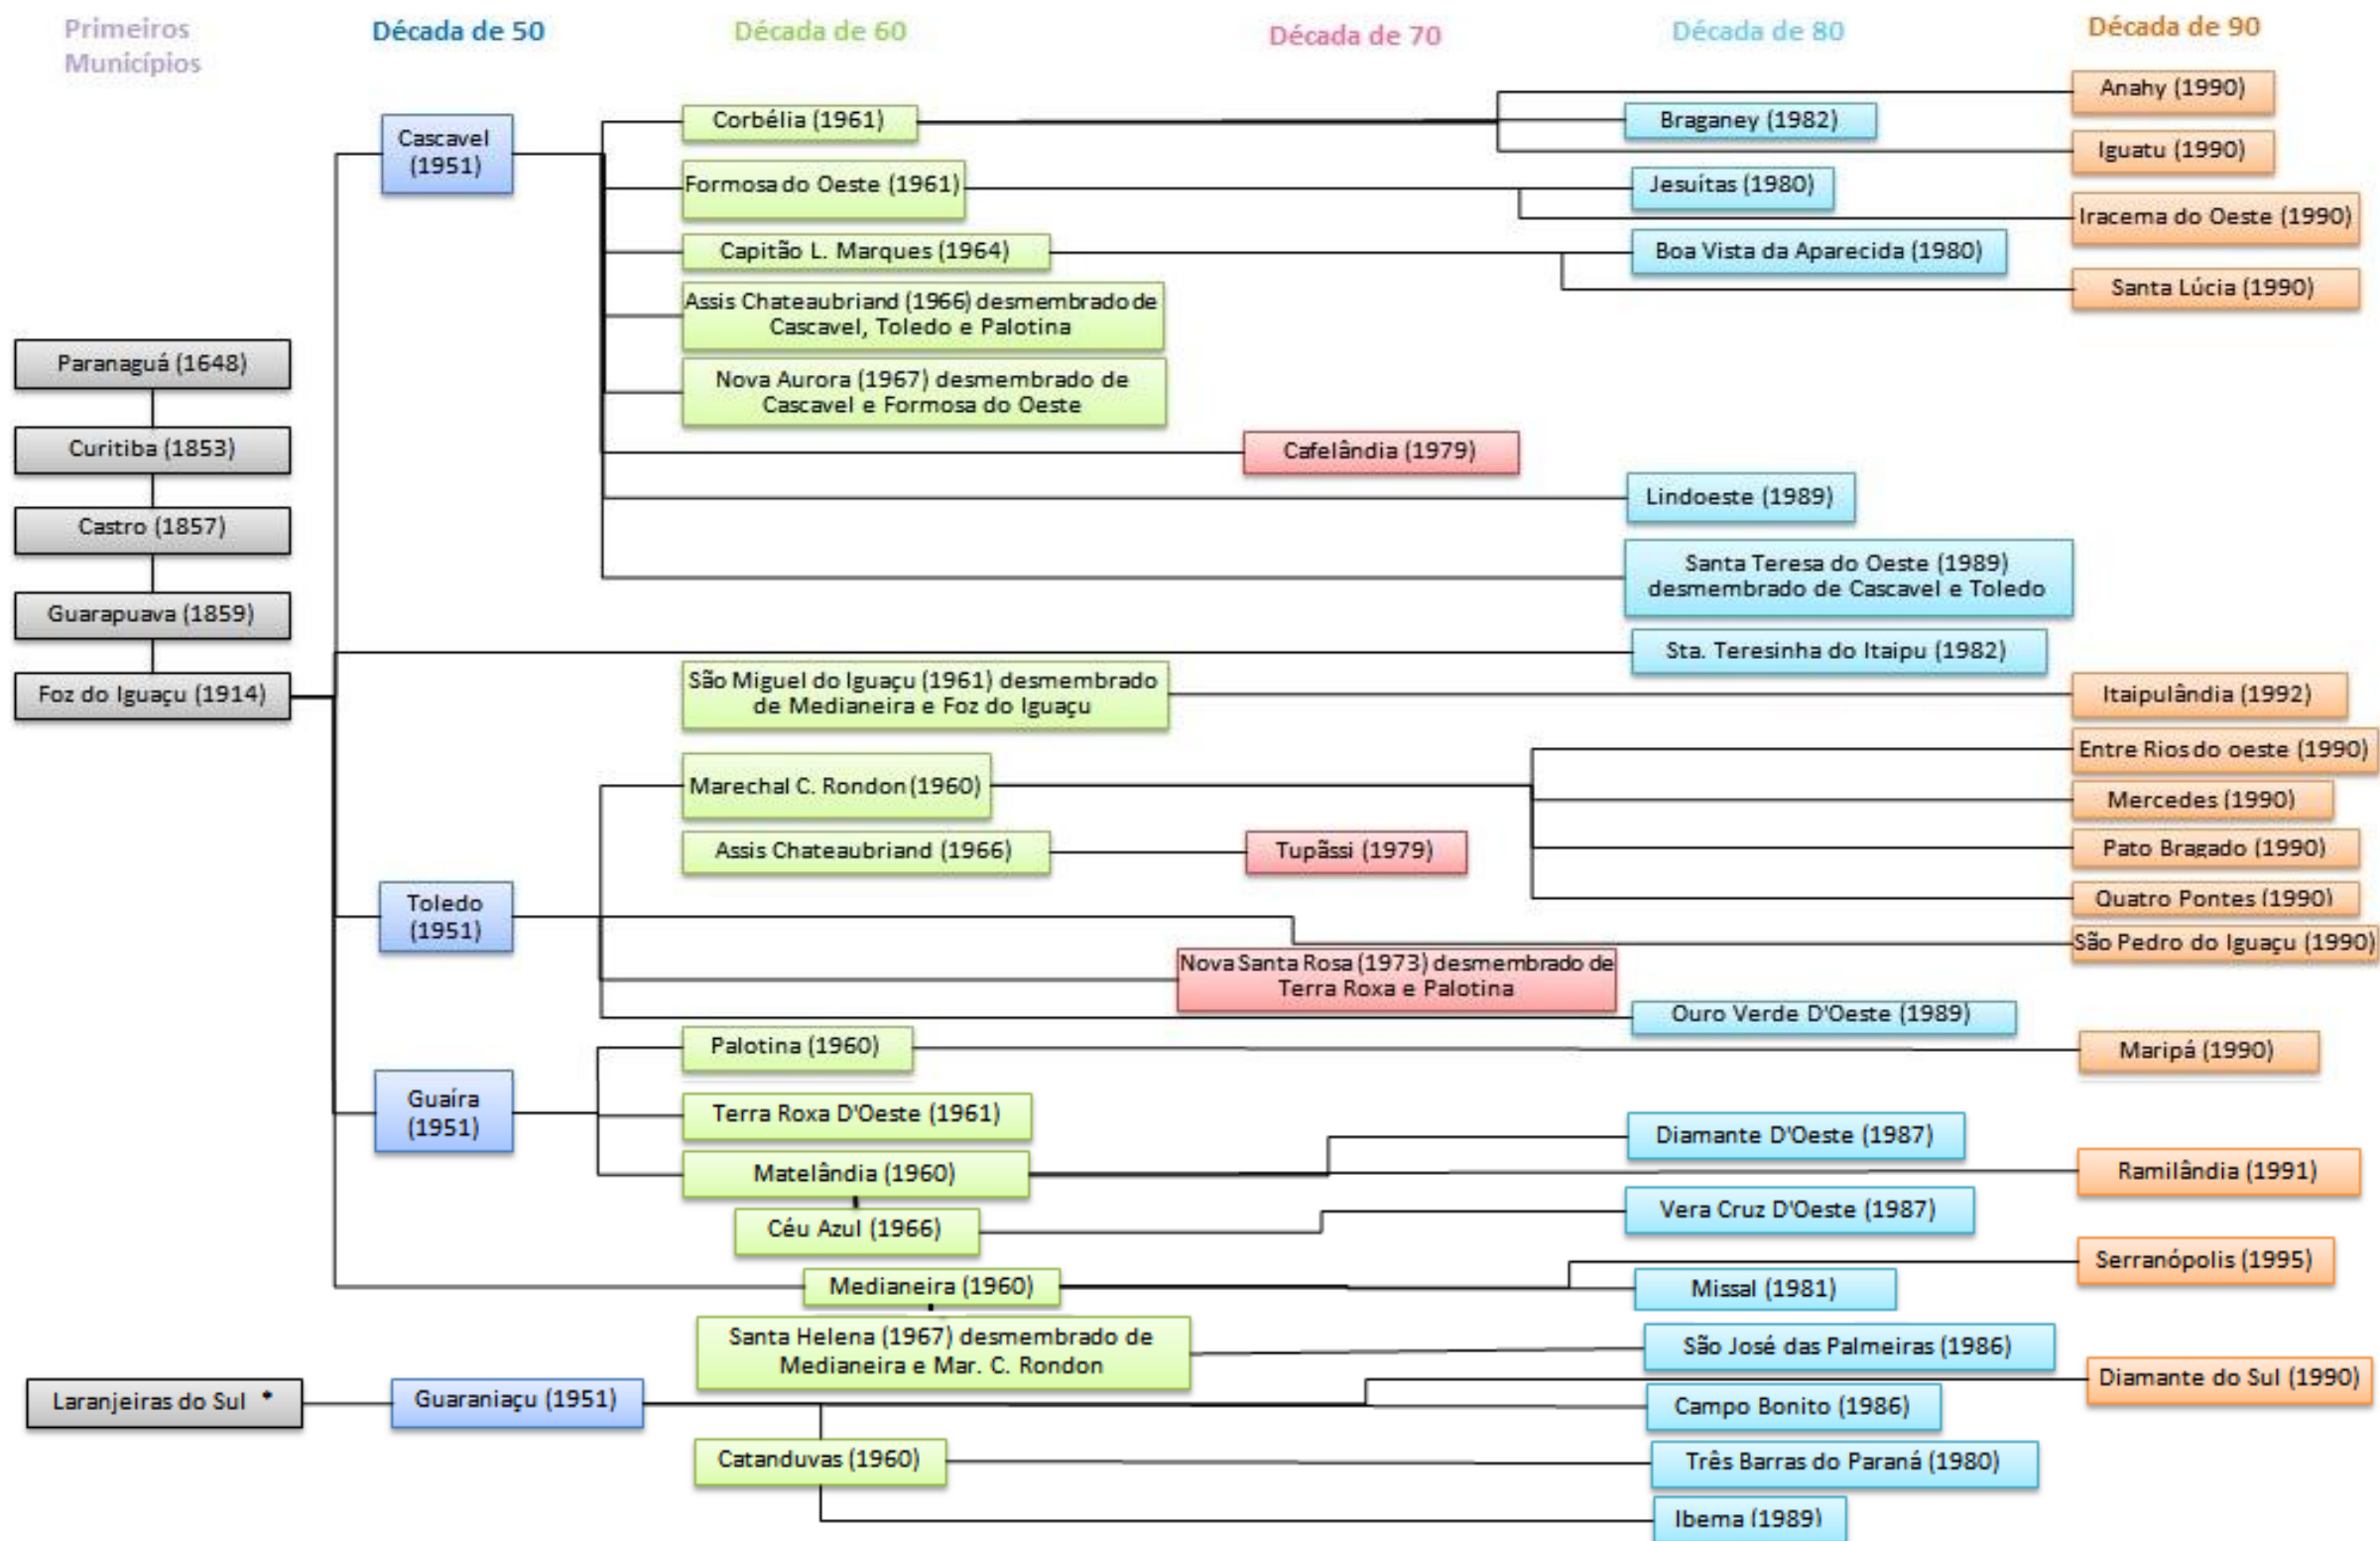 Primeiros
Municípios
Década de 50
Década de 60
Década de 70
Década de 80
Década de 90
Paranaguá (1648)
Curitiba (1853)
Castro (1857)
Guarapuava (1859)
Foz do Iguaçu (1914)
Laranjeiras do Sul *
Cascavel
(1951)
Toledo
(1951)
Guaíra
(1951)
Guaraniaçu (1951)
Corbélia (1961)
Formosa do Oeste (1961)
Capitão L. Marques (1964)
Assis Chateaubriand (1966) desmembrado de
Cascavel, Toledo e Palotina
Nova Aurora (1967) desmembrado de
Cascavel e Formosa do Oeste
São Miguel do Iguaçu (1961) desmembrado
de Medianeira e Foz do Iguaçu
Marechal C. Rondon (1960)
Assis Chateaubriand (1966)
Palotina (1960)
Terra Roxa D'Oeste (1961)
Matelândia (1960)
Céu Azul (1966)
Medianeira (1960)
Santa Helena (1967) desmembrado de
Medianeira e Mar. C. Rondon
Catanduvas (1960)
Cafelândia (1979)
Tupãssi (1979)
Nova Santa Rosa (1973) desmembrado de
Terra Roxa e Palotina
Braganey (1982)
Jesuítas (1980)
Boa Vista da Aparecida (1980)
Lindoeste (1989)
Santa Teresa do Oeste (1989)
desmembrado de Cascavel e Toledo
Sta. Teresinha do Itaipu (1982)
Ouro Verde D'Oeste (1989)
Diamante D'Oeste (1987)
Vera Cruz D'Oeste (1987)
Missal (1981)
São José das Palmeiras (1986)
Campo Bonito (1986)
Três Barras do Paraná (1980)
Ibema (1989)
Anahy (1990)
Iguatu (1990)
Iracema do Oeste (1990)
Santa Lúcia (1990)
Itaipulândia (1992)
Entre Rios do oeste (1990)
Mercedes (1990)
Pato Bragado (1990)
Quatro Pontes (1990)
São Pedro do Iguaçu (1990)
Maripá (1990)
Ramilândia (1991)
Serranópolis (1995)
Diamante do Sul (1990)